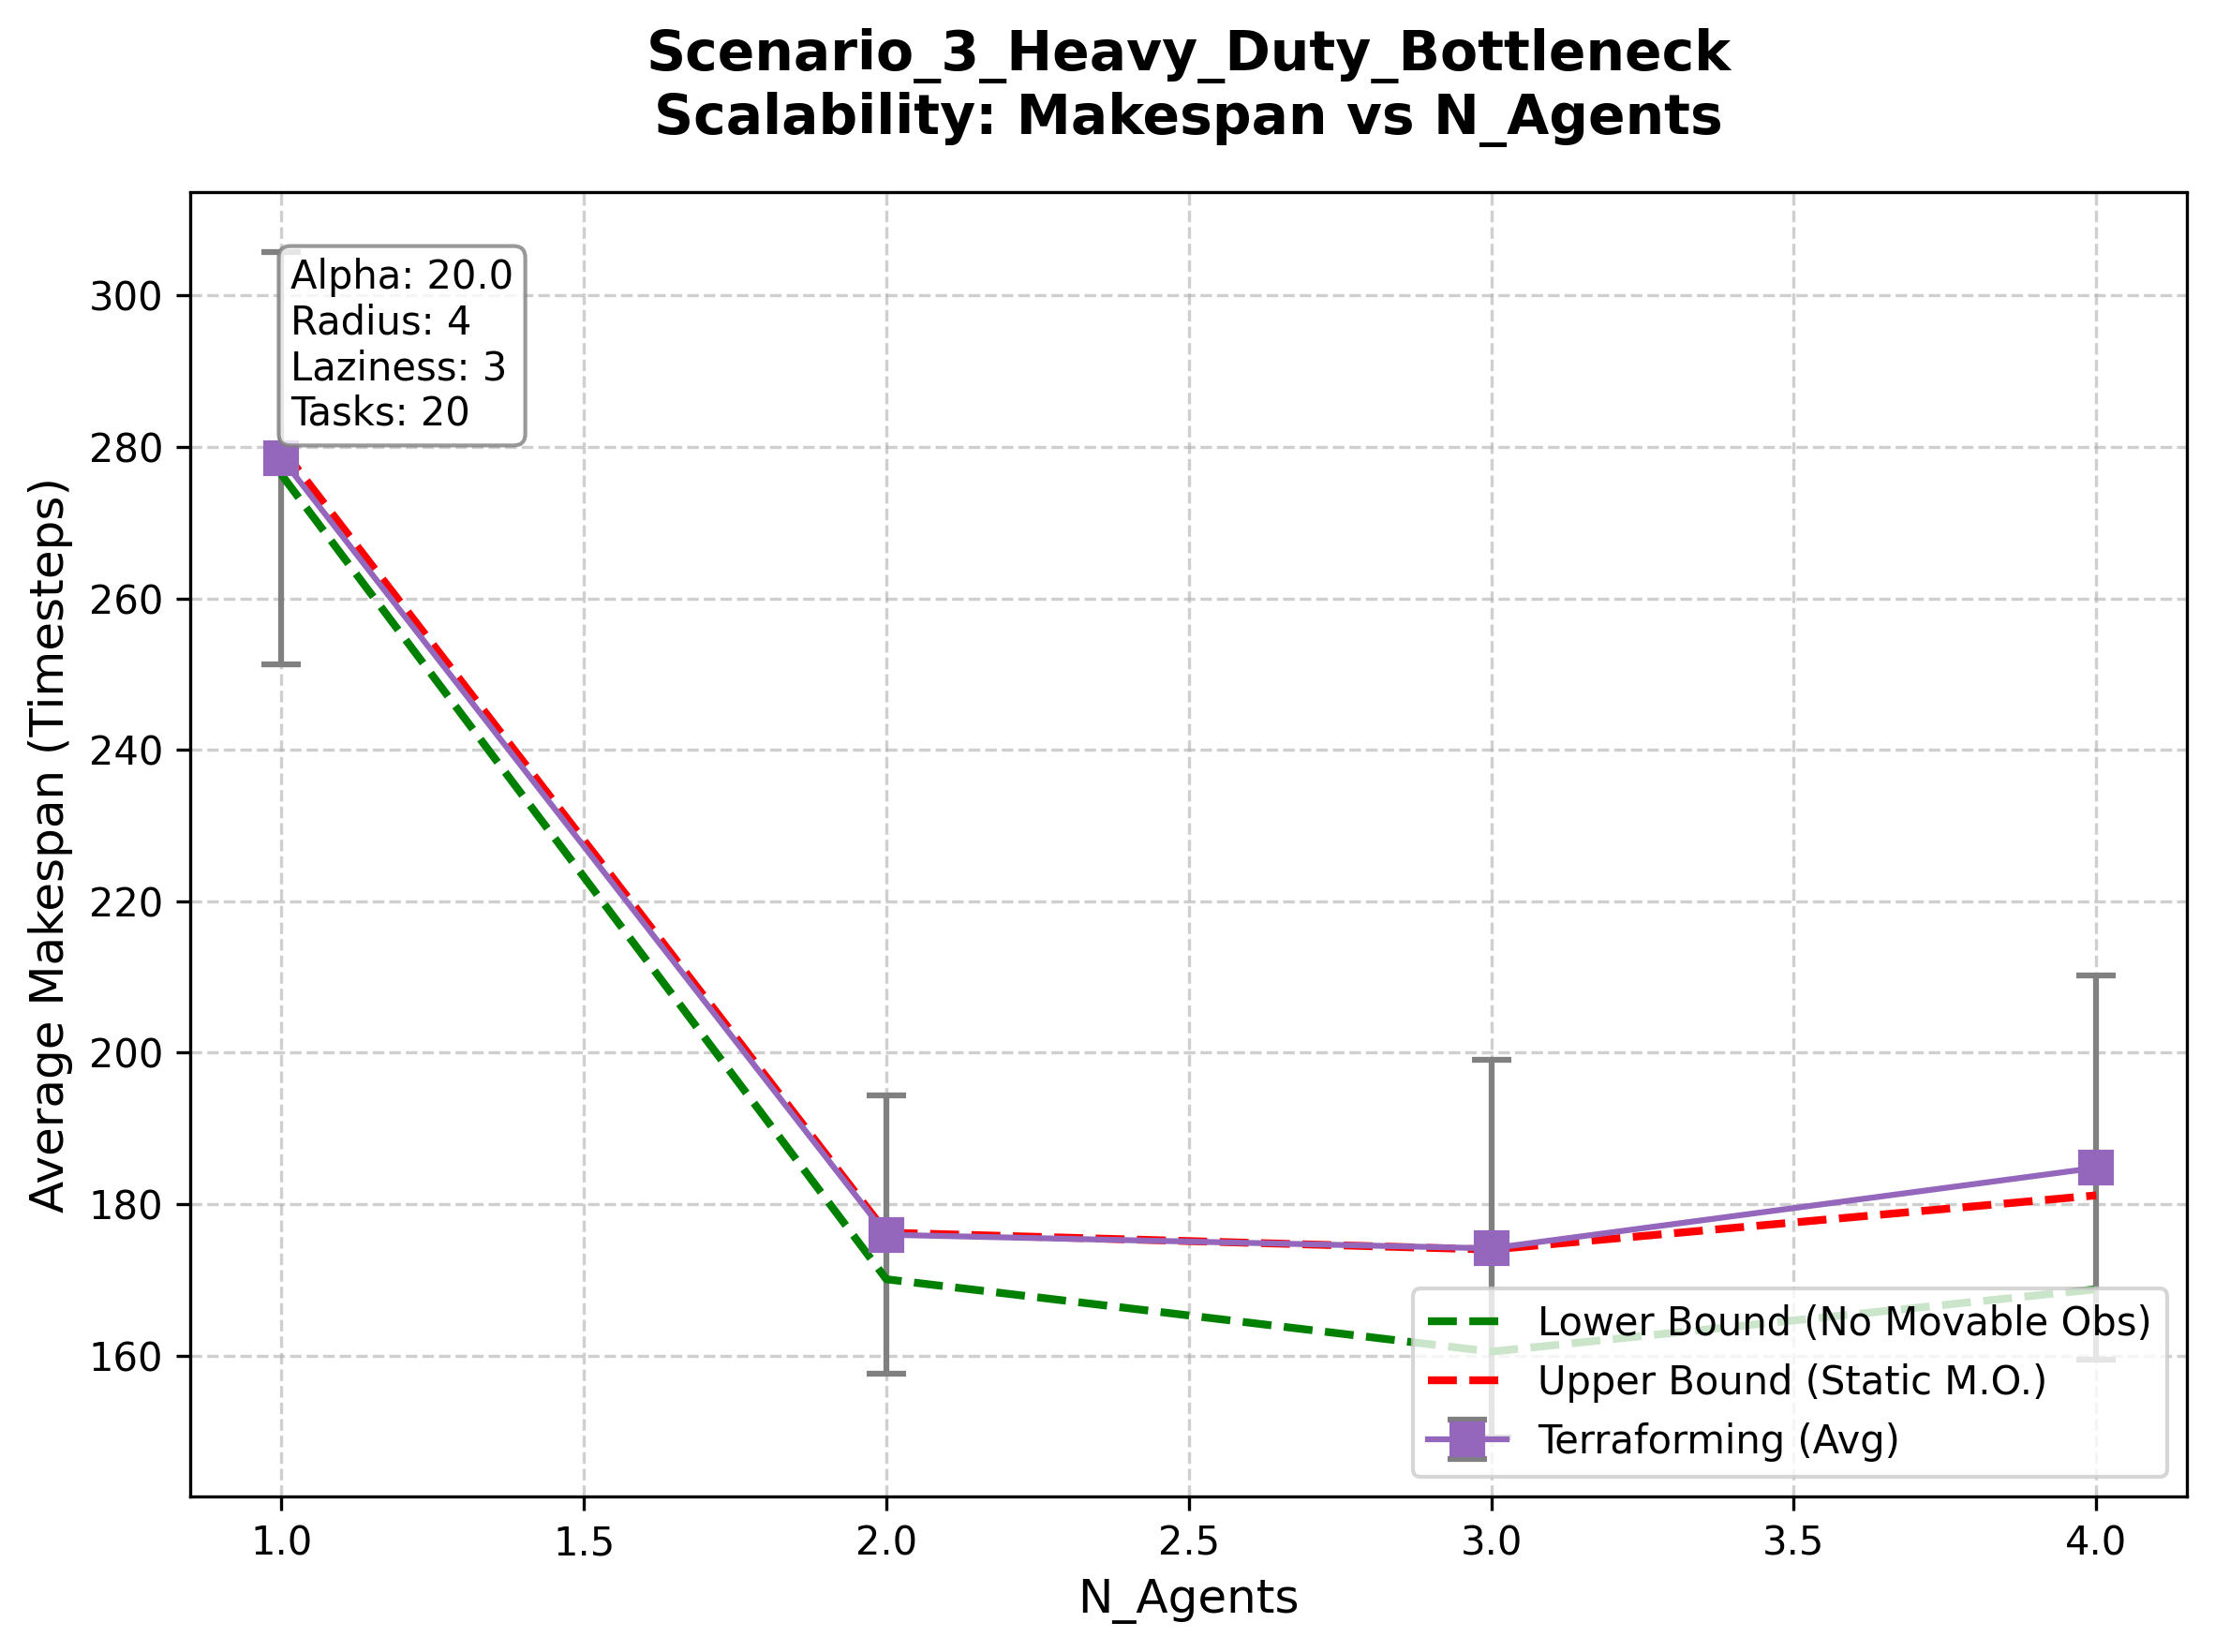 Scenario_3_Heavy_Duty_Bottleneck
Scalability: Makespan vs N_Agents
Alpha: 20.0
Radius: 4
Laziness: 3
Tasks: 20
Average Makespan (Timesteps)
300
280
260
240
220
200
180
160
Lower Bound (No Movable Obs)
Upper Bound (Static M.O.)
Terraforming (Avg)
1.0 1.5 2.0 2.5 3.0 3.5 4.0
N_Agents